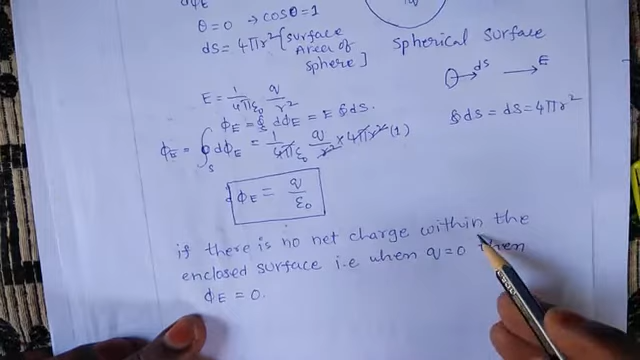 dΦE
θ=0 → cosθ=1
ds = 4πr² [surface Area of sphere]
q
Spherical Surface
ds E
E = 1/4πε₀ q/r²
ΦE = ∮ dΦE = E ∮ds.
∮ds = ds = 4πr²
ΦE = ∮s dΦE = 1/4πε₀ q/r² × 4πr² (1)
ΦE = q/ε₀
if there is no net charge within the
enclosed surface i.e when q=0 then
ΦE = 0.